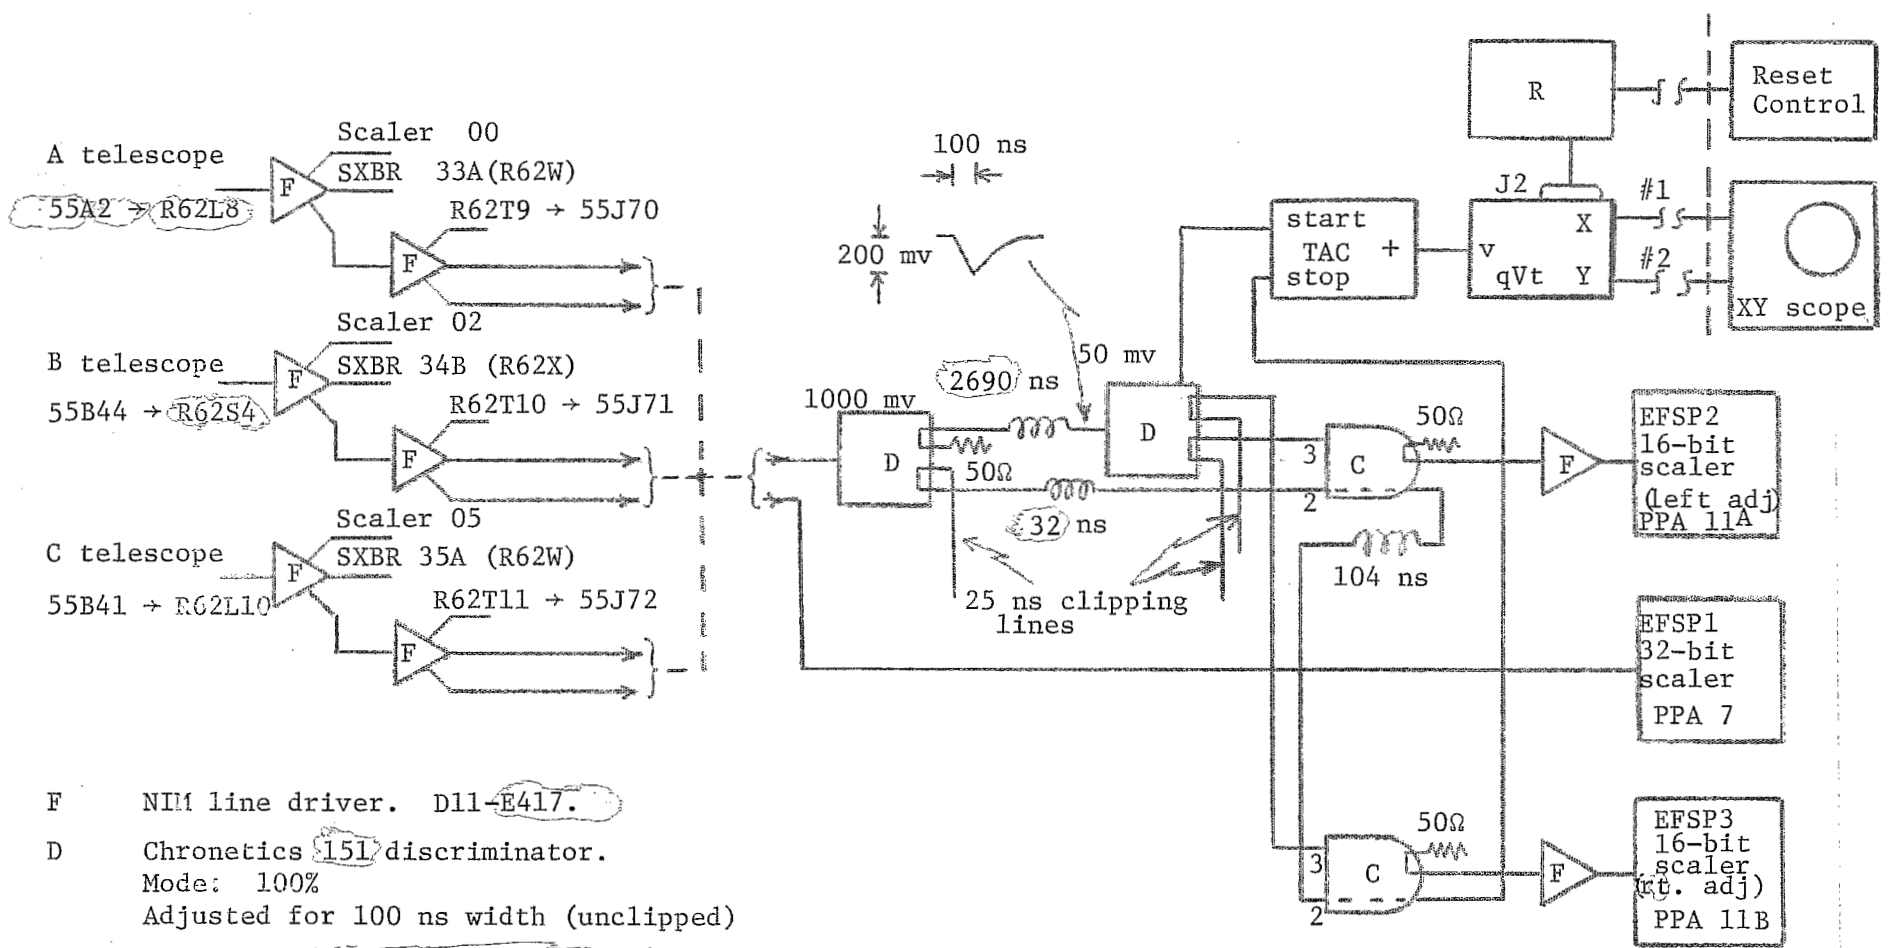 A telescope
55A2 → R62L8
F
Scaler 00
SXBR 33A(R62W)
R62T9 → 55J70
F
B telescope
55B44 → R62S4
F
Scaler 02
SXBR 34B (R62X)
R62T10 → 55J71
F
C telescope
55B41 → R62L10
F
Scaler 05
SXBR 35A (R62W)
R62T11 → 55J72
F
100 ns
200 mv
50 mv
2690 ns
1000 mv
D
50Ω
32 ns
D
25 ns clipping
lines
start
TAC +
stop
R
J2
X
v
qVt Y
#1
#2
Reset
Control
XY scope
50Ω
3
C
2
104 ns
F
EFSP2
16-bit
scaler
(left adj)
PPA 11A
EFSP1
32-bit
scaler
PPA 7
50Ω
3
C
2
F
EFSP3
16-bit
scaler
(rt. adj)
PPA 11B
F NIM line driver. D11-E417.
D Chronetics 151 discriminator.
Mode: 100%
Adjusted for 100 ns width (unclipped)